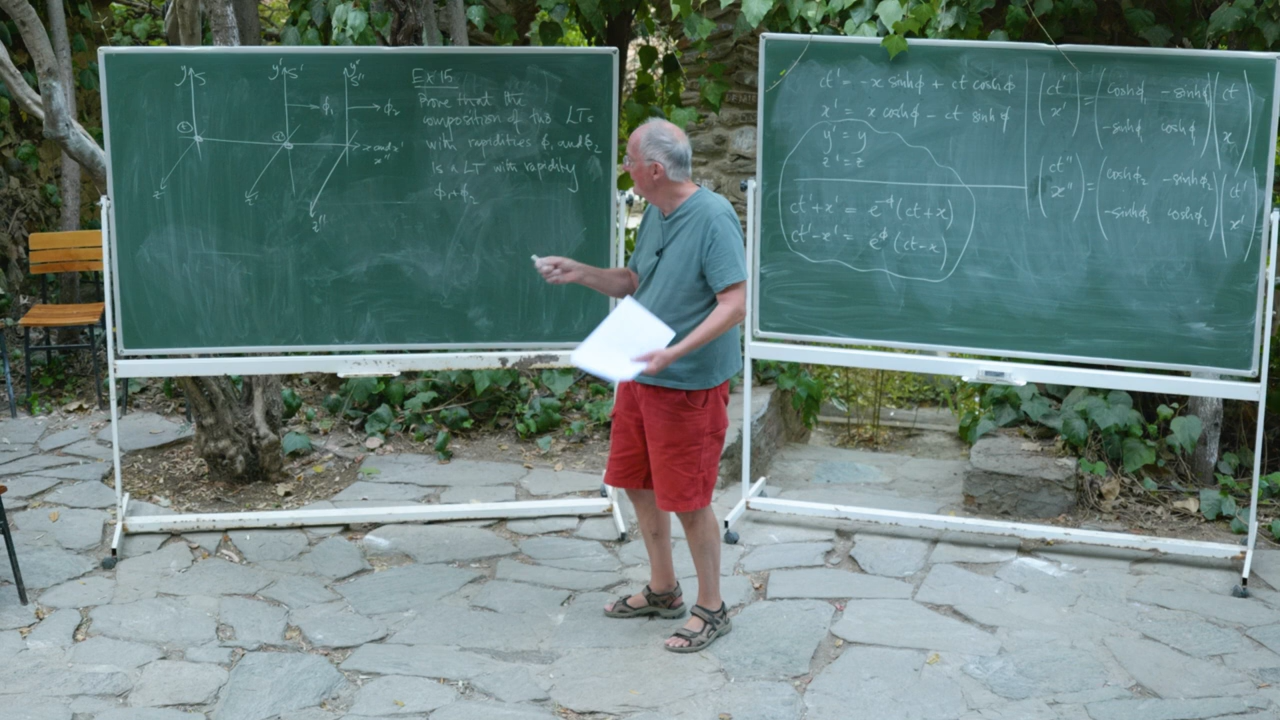 y S
y' S'
y'' S''
φ₁
φ₂
z
z'
x and x'
x''
z''
Ex 15
Prove that the
composition of two LTs
with rapidities φ₁ and φ₂
is a LT with rapidity
φ₁+φ₂
ct' = -x sinhφ + ct coshφ
x' = x coshφ - ct sinhφ
y' = y
z' = z
ct'+x' = e^-φ (ct+x)
ct'-x' = e^φ (ct-x)
(ct' x') = (coshφ₁ -sinhφ₁ -sinhφ₁ coshφ₁)(ct x)
(ct'' x'') = (coshφ₂ -sinhφ₂ -sinhφ₂ coshφ₂)(ct' x')